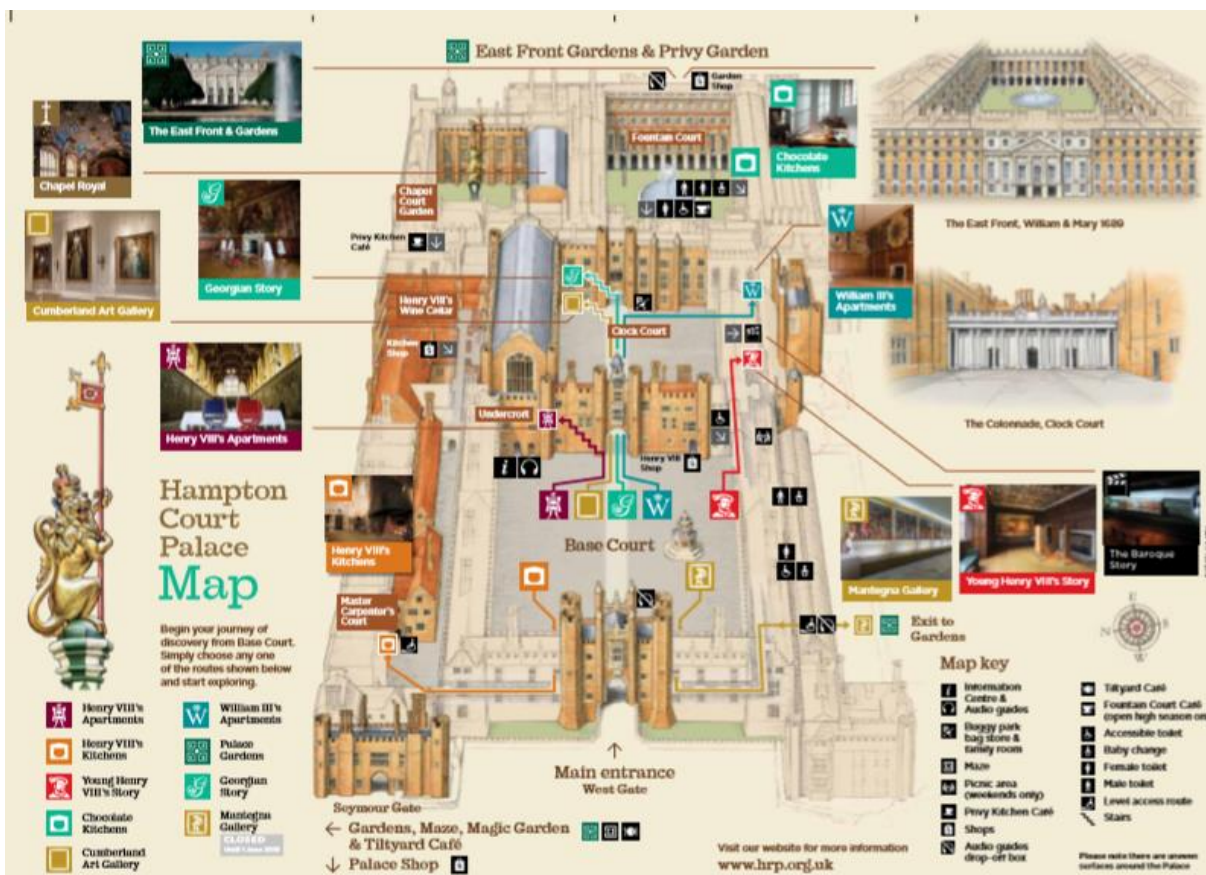 East Front Gardens & Privy Garden
Garden
Shop
The East Front & Gardens
Chapel Royal
Fountain Court
Chocolate
Kitchens
Chapel
Court
Garden
The East Front, William & Mary 1689
Privy Kitchen
Café
Georgian Story
Cumberland Art Gallery
Henry VIII's
Wine Cellar
William III's
Apartments
Clock Court
Kitchen
Shop
The Colonnade, Clock Court
Undercroft
Henry VIII's Apartments
Henry VIII
Shop
Hampton
Court
Palace
Map
Henry VIII's
Kitchens
Base Court
Mantegna Gallery
Young Henry VIII's Story
The Baroque
Story
Master
Carpenter's
Court
Begin your journey of
discovery from Base Court.
Simply choose any one
of the routes shown below
and start exploring.
Exit to
Gardens
E
N
S
W
Henry VIII's
Apartments
Henry VIII's
Kitchens
Young Henry
VIII's Story
Chocolate
Kitchens
Cumberland
Art Gallery
William III's
Apartments
Palace
Gardens
Georgian
Story
Mantegna
Gallery
CLOSED
Main entrance
West Gate
Seymour Gate
← Gardens, Maze, Magic Garden
& Tiltyard Café
↓ Palace Shop
Visit our website for more information
www.hrp.org.uk
Map key
Information
Centre &
Audio guides
Buggy park
bag store &
family room
Maze
Picnic area
(weekends only)
Privy Kitchen Café
Shops
Audio guides
drop-off box
Tiltyard Café
Fountain Court Café
(open high season on
Accessible toilet
Baby change
Female toilet
Male toilet
Level access route
Stairs
Please note there are uneven
surfaces around the Palace